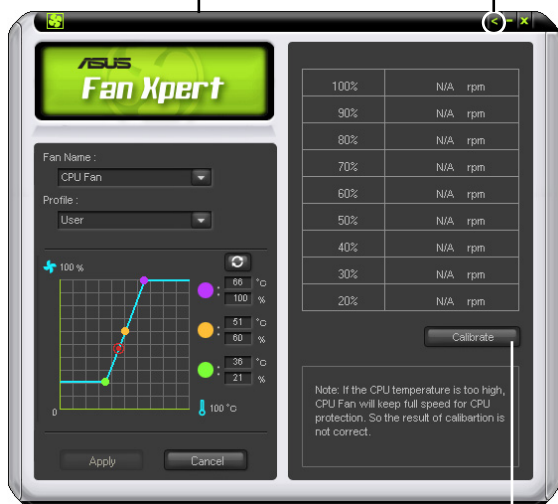 ASUS
Fan Xpert
Fan Name :
CPU Fan
Profile :
User
100 %
66 °C
100 %
51 °C
60 %
36 °C
21 %
0
100 °C
Apply
Cancel
100% N/A rpm
90% N/A rpm
80% N/A rpm
70% N/A rpm
60% N/A rpm
50% N/A rpm
40% N/A rpm
30% N/A rpm
20% N/A rpm
Calibrate
Note: If the CPU temperature is too high,
CPU Fan will keep full speed for CPU
protection. So the result of calibartion is
not correct.